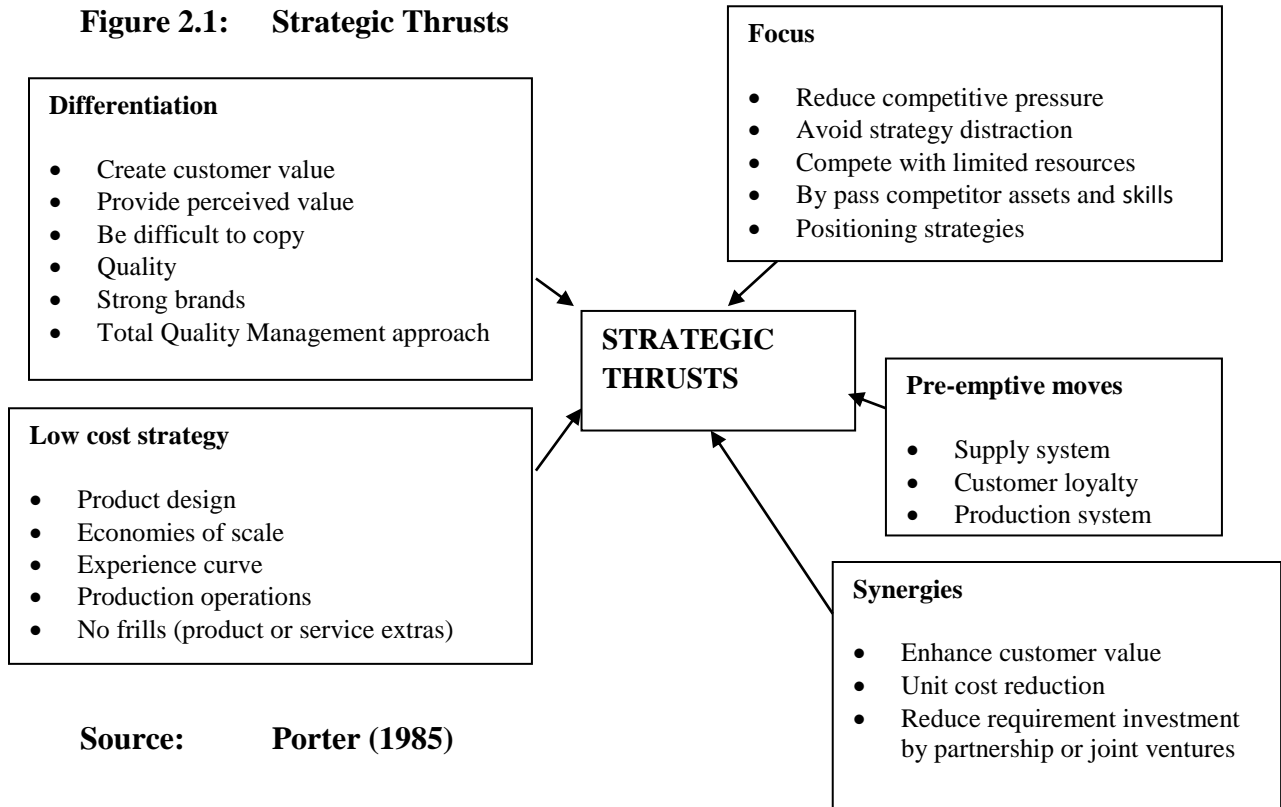 Figure 2.1: Strategic Thrusts
Differentiation
• Create customer value
• Provide perceived value
• Be difficult to copy
• Quality
• Strong brands
• Total Quality Management approach
Focus
• Reduce competitive pressure
• Avoid strategy distraction
• Compete with limited resources
• By pass competitor assets and skills
• Positioning strategies
STRATEGIC
THRUSTS
Pre-emptive moves
• Supply system
• Customer loyalty
• Production system
Low cost strategy
• Product design
• Economies of scale
• Experience curve
• Production operations
• No frills (product or service extras)
Synergies
• Enhance customer value
• Unit cost reduction
• Reduce requirement investment
by partnership or joint ventures
Source: Porter (1985)